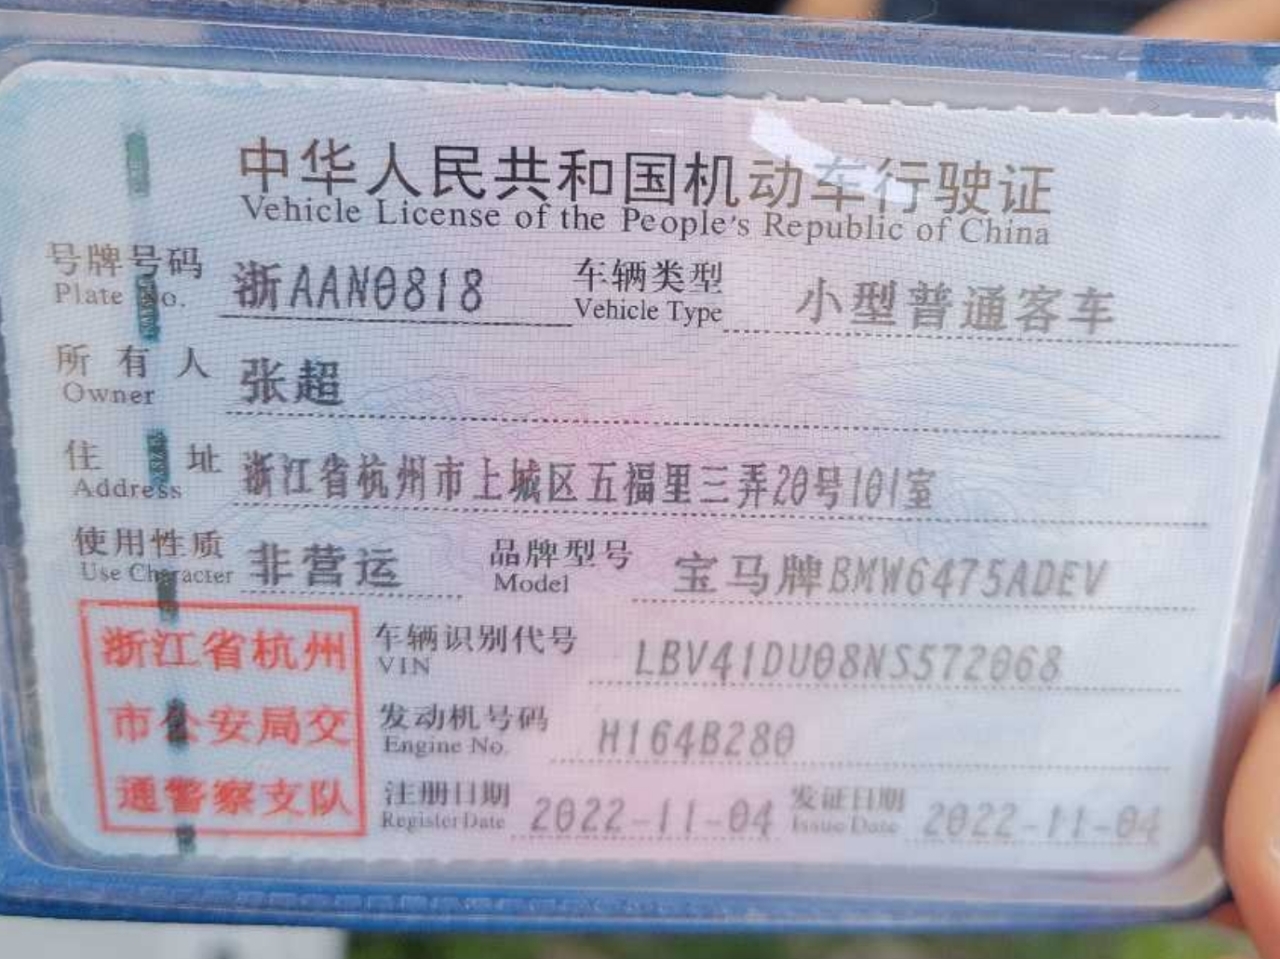 中华人民共和国机动车行驶证
Vehicle License of the People's Republic of China
号牌号码 浙AAN0818 车辆类型 小型普通客车
Plate No. Vehicle Type
所有人 张超
Owner
住址 浙江省杭州市上城区五福里三弄20号101室
Address
使用性质 非营运 品牌型号 宝马牌BMW6475ADEV
Use Character Model
浙江省杭州
市公安局交
通警察支队
车辆识别代号 LBV41DU08NS572068
VIN
发动机号码 H164B280
Engine No.
注册日期 2022-11-04 发证日期 2022-11-04
Register Date Issue Date